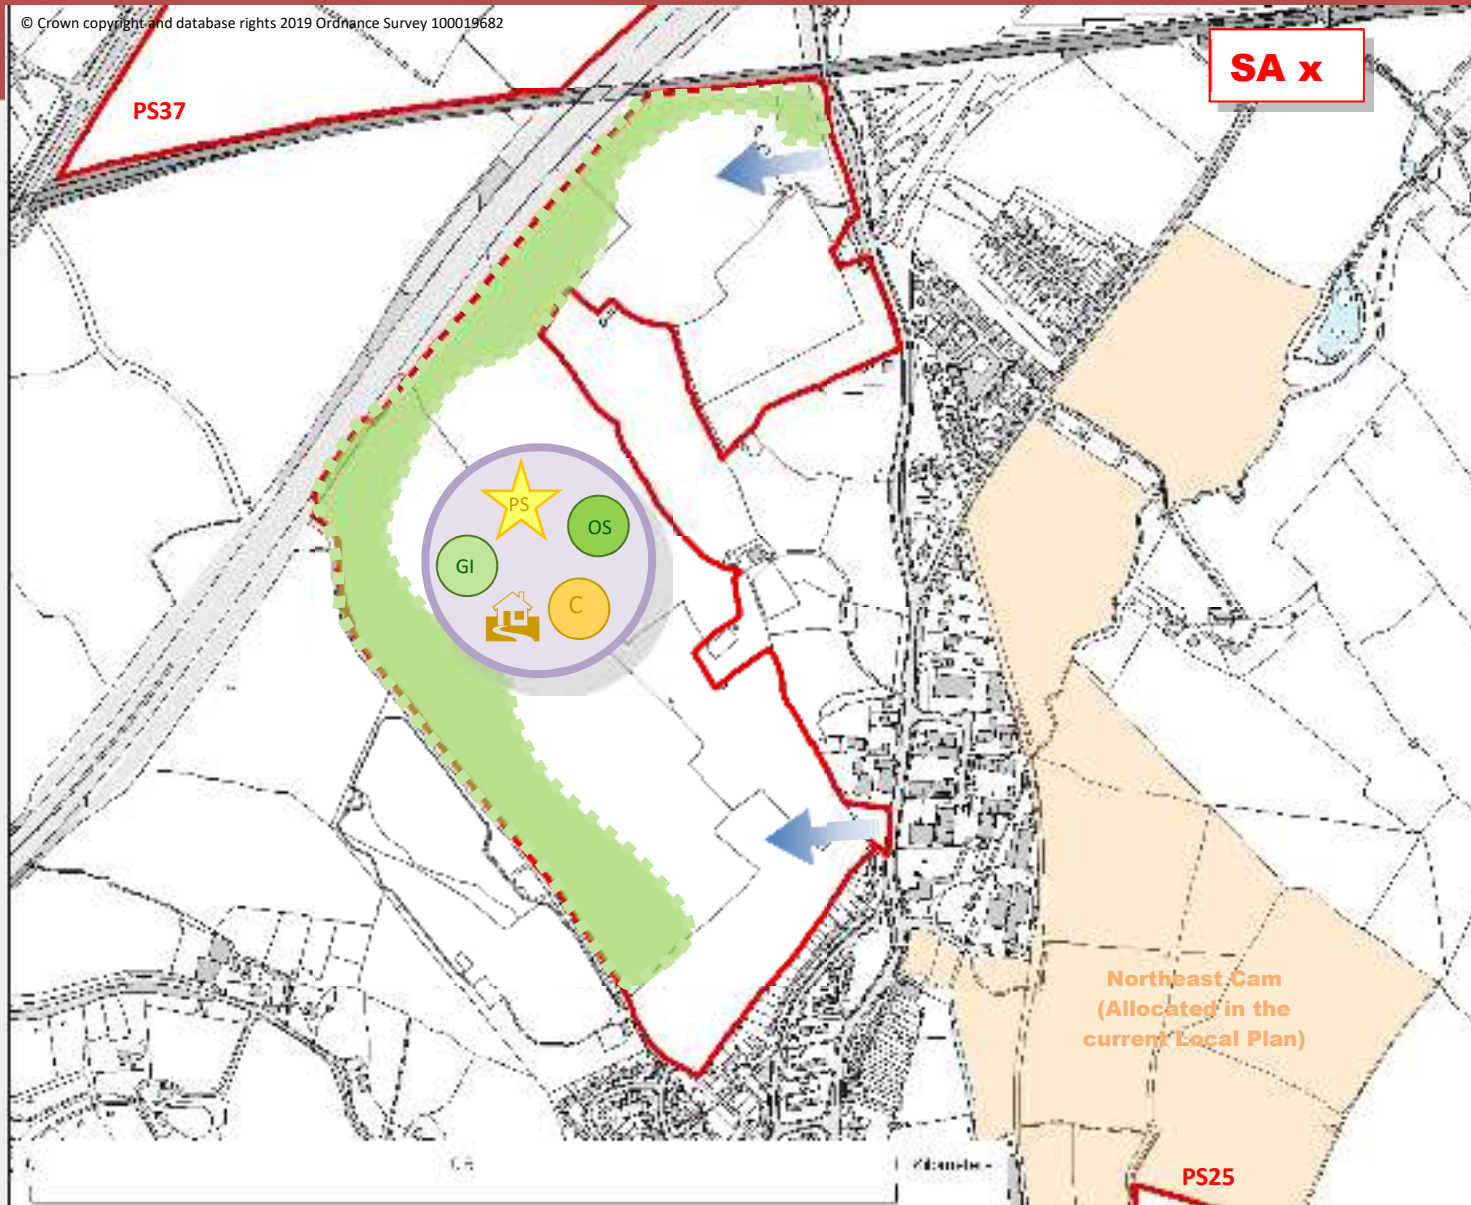 © Crown copyright and database rights 2019 Ordnance Survey 100019682
SA x
PS37
PS
OS
GI
C
Northeast Cam
(Allocated in the
current Local Plan)
Kilometers
PS25